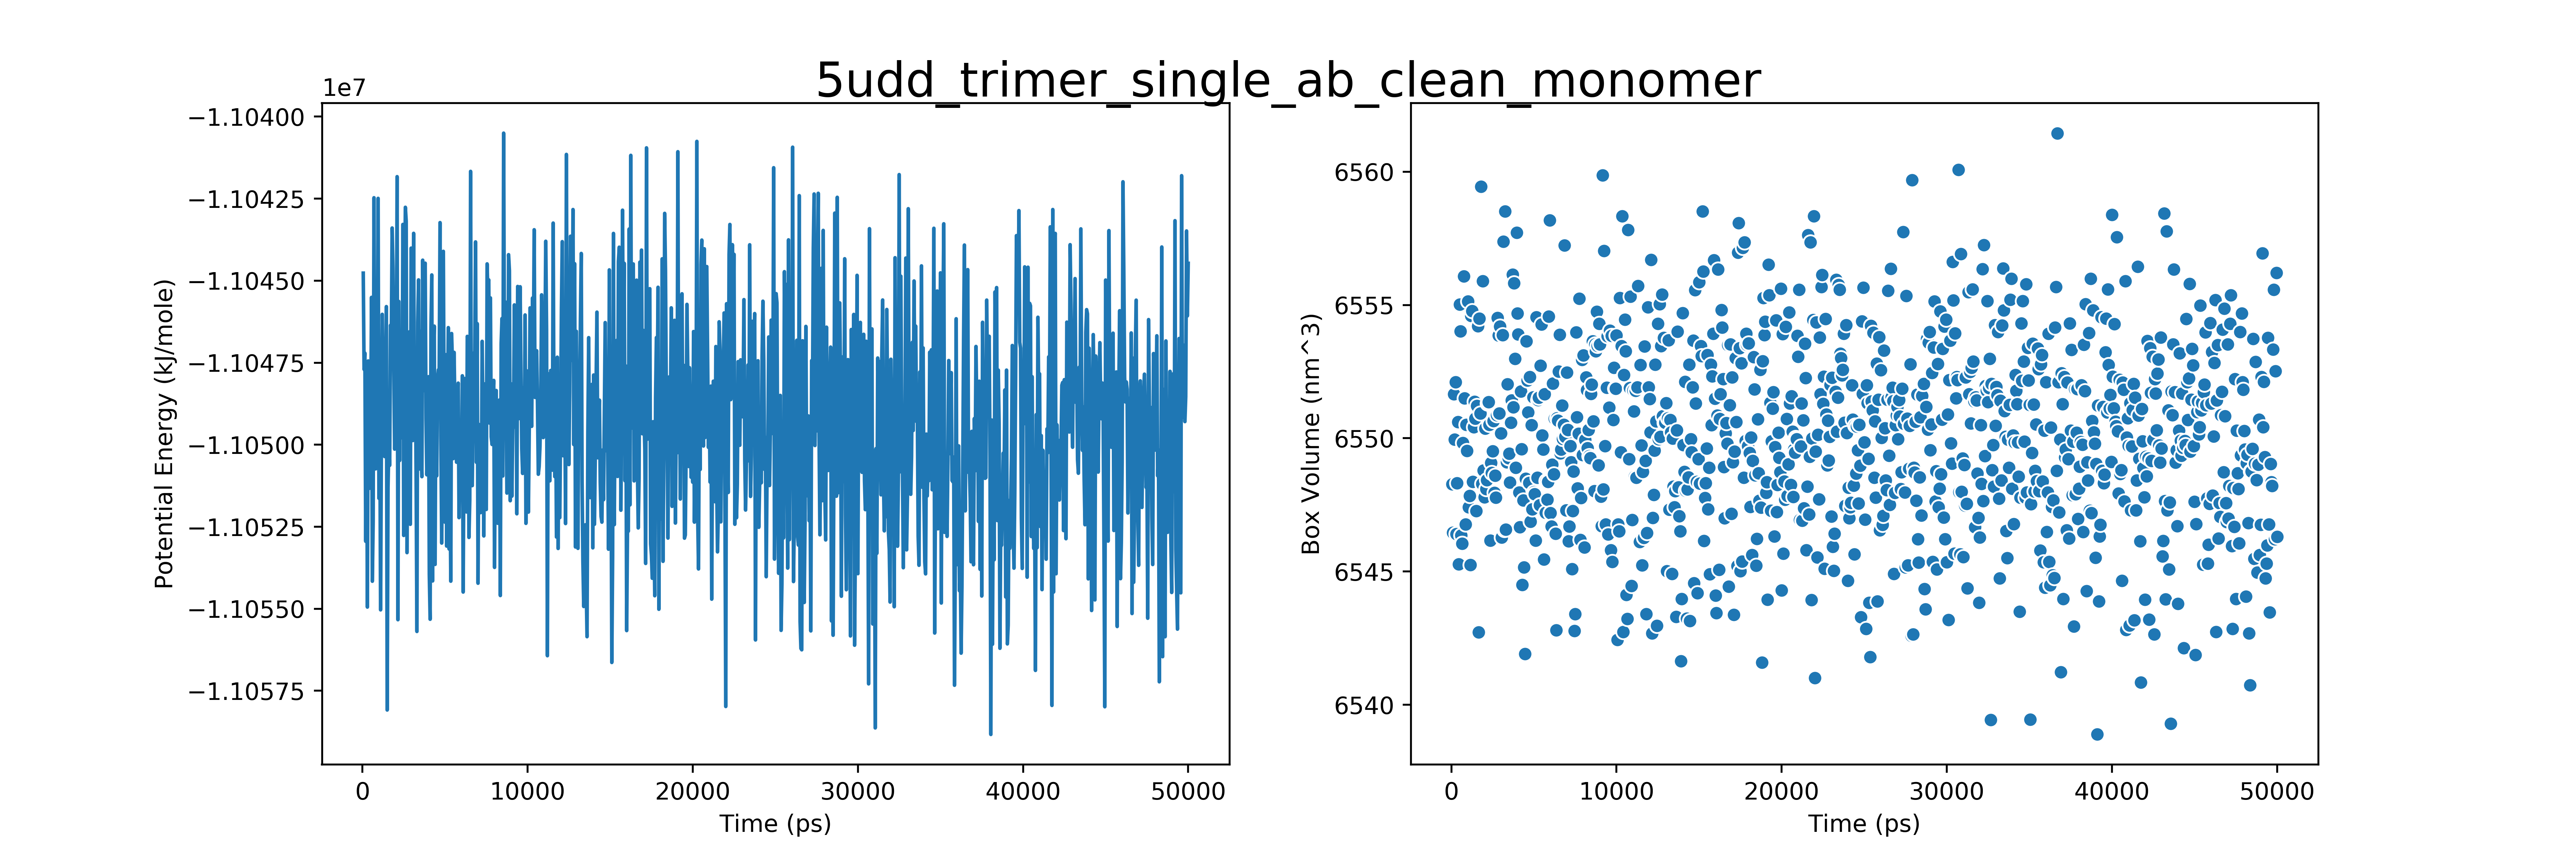 5udd_trimer_single_ab_clean_monomer
1e7
−1.10400
−1.10425
−1.10450
−1.10475
−1.10500
−1.10525
−1.10550
−1.10575
Potential Energy (kJ/mole)
0 10000 20000 30000 40000 50000
Time (ps)
6560
6555
6550
6545
6540
Box Volume (nm^3)
0 10000 20000 30000 40000 50000
Time (ps)